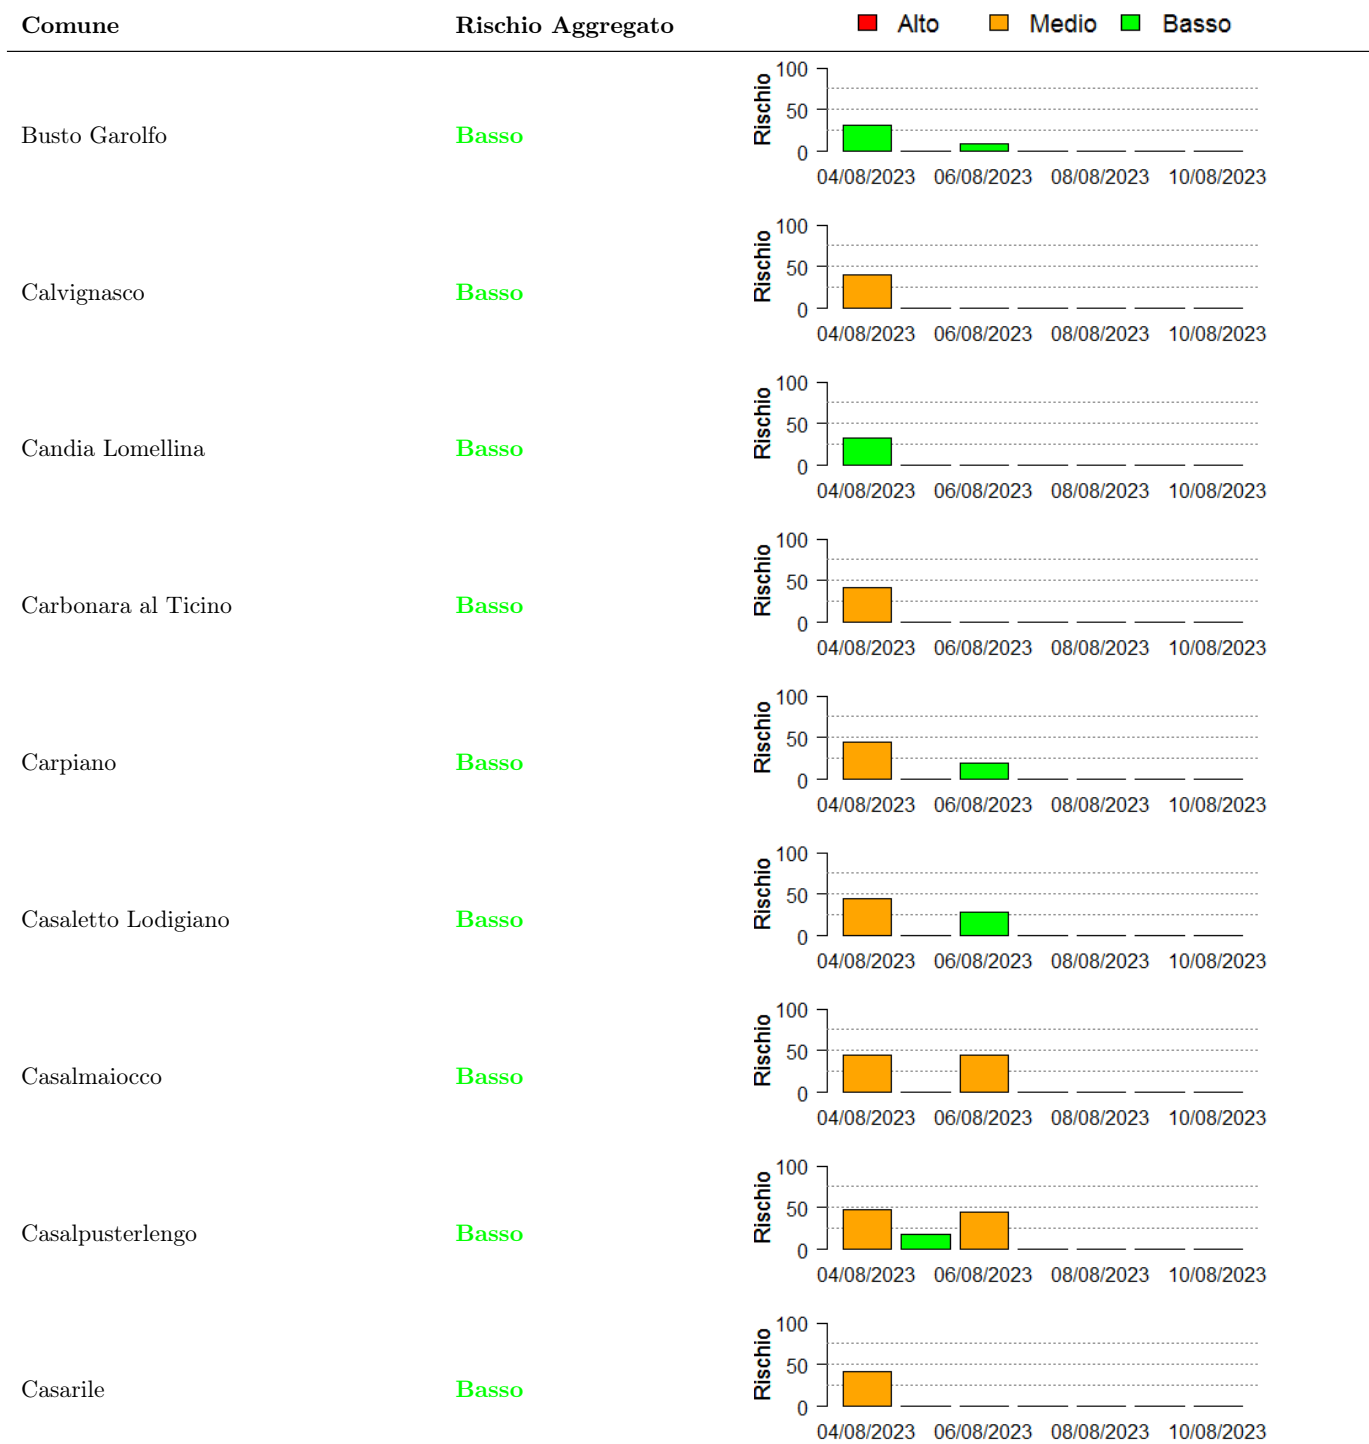 Comune Rischio Aggregato Alto Medio Basso
100
50
0
Rischio
Busto Garolfo Basso
04/08/2023 06/08/2023 08/08/2023 10/08/2023
100
50
0
Rischio
Calvignasco Basso
04/08/2023 06/08/2023 08/08/2023 10/08/2023
100
50
0
Rischio
Candia Lomellina Basso
04/08/2023 06/08/2023 08/08/2023 10/08/2023
100
50
0
Rischio
Carbonara al Ticino Basso
04/08/2023 06/08/2023 08/08/2023 10/08/2023
100
50
0
Rischio
Carpiano Basso
04/08/2023 06/08/2023 08/08/2023 10/08/2023
100
50
0
Rischio
Casaletto Lodigiano Basso
04/08/2023 06/08/2023 08/08/2023 10/08/2023
100
50
0
Rischio
Casalmaiocco Basso
04/08/2023 06/08/2023 08/08/2023 10/08/2023
100
50
0
Rischio
Casalpusterlengo Basso
04/08/2023 06/08/2023 08/08/2023 10/08/2023
100
50
0
Rischio
Casarile Basso
04/08/2023 06/08/2023 08/08/2023 10/08/2023